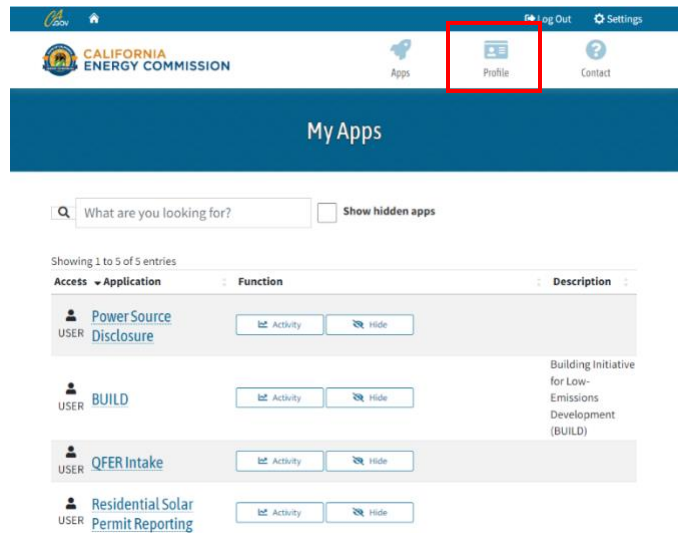 CA.GOV
Log Out Settings
CALIFORNIA
ENERGY COMMISSION
Apps Profile Contact
My Apps
What are you looking for? Show hidden apps
Showing 1 to 5 of 5 entries
Access Application Function Description
USER Power Source Disclosure Activity Hide
USER BUILD Activity Hide Building Initiative
for Low-
Emissions
Development
(BUILD)
USER QFER Intake Activity Hide
USER Residential Solar
Permit Reporting Activity Hide